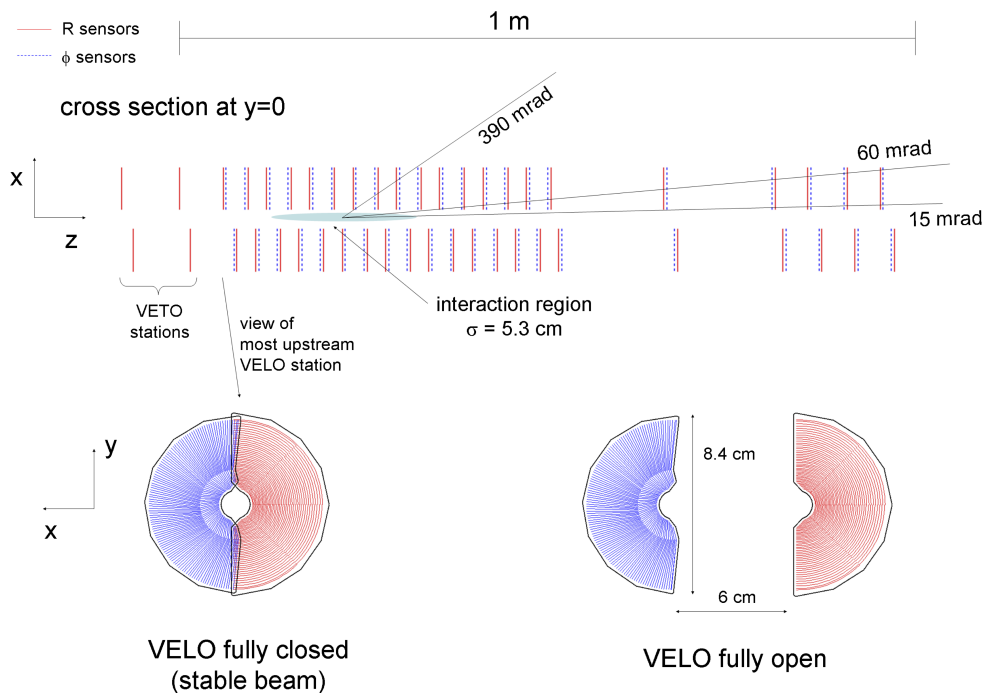 1 m
R sensors
ϕ sensors
cross section at y=0
390 mrad
60 mrad
15 mrad
x
z
VETO
stations
interaction region
σ = 5.3 cm
view of
most upstream
VELO station
y
x
8.4 cm
6 cm
VELO fully closed
(stable beam)
VELO fully open